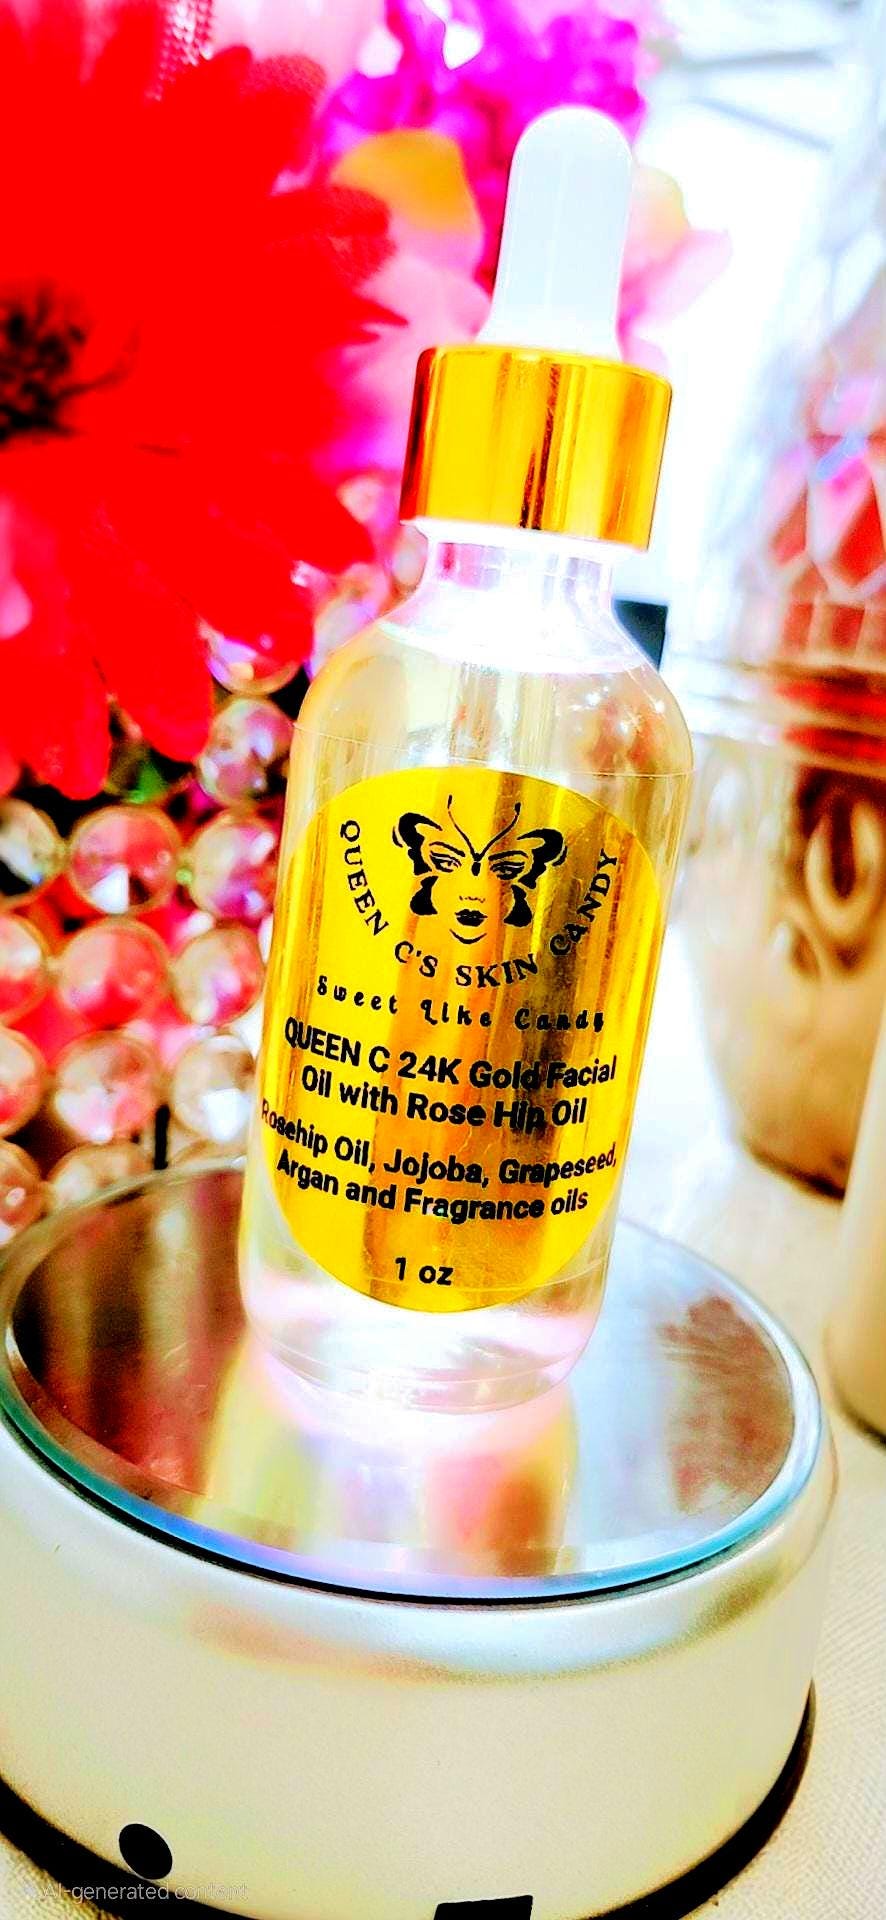 QUEEN C'S SKIN CANDY
Sweet Like Candy
QUEEN C 24K Gold Facial
Oil with Rose Hip Oil
Rosehip Oil, Jojoba, Grapeseed,
Argan and Fragrance oils
1 oz
AI-generated content